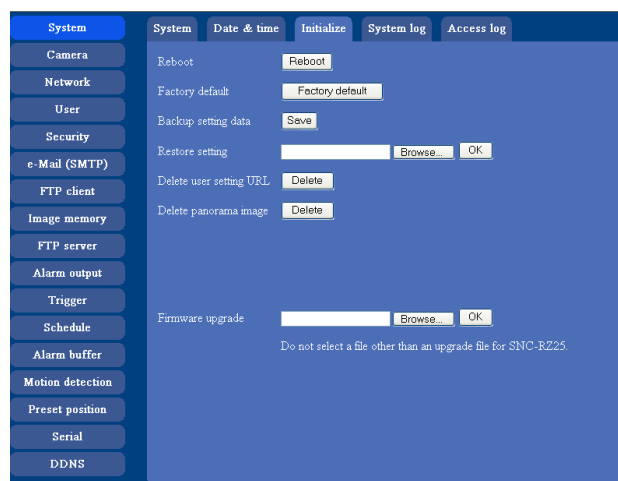 System
Camera
Network
User
Security
e-Mail (SMTP)
FTP client
Image memory
FTP server
Alarm output
Trigger
Schedule
Alarm buffer
Motion detection
Preset position
Serial
DDNS
System Date & time Initialize System log Access log
Reboot Reboot
Factory default Factory default
Backup setting data Save
Restore setting Browse... OK
Delete user setting URL Delete
Delete panorama image Delete
Firmware upgrade Browse... OK
Do not select a file other than an upgrade file for SNC-RZ25.